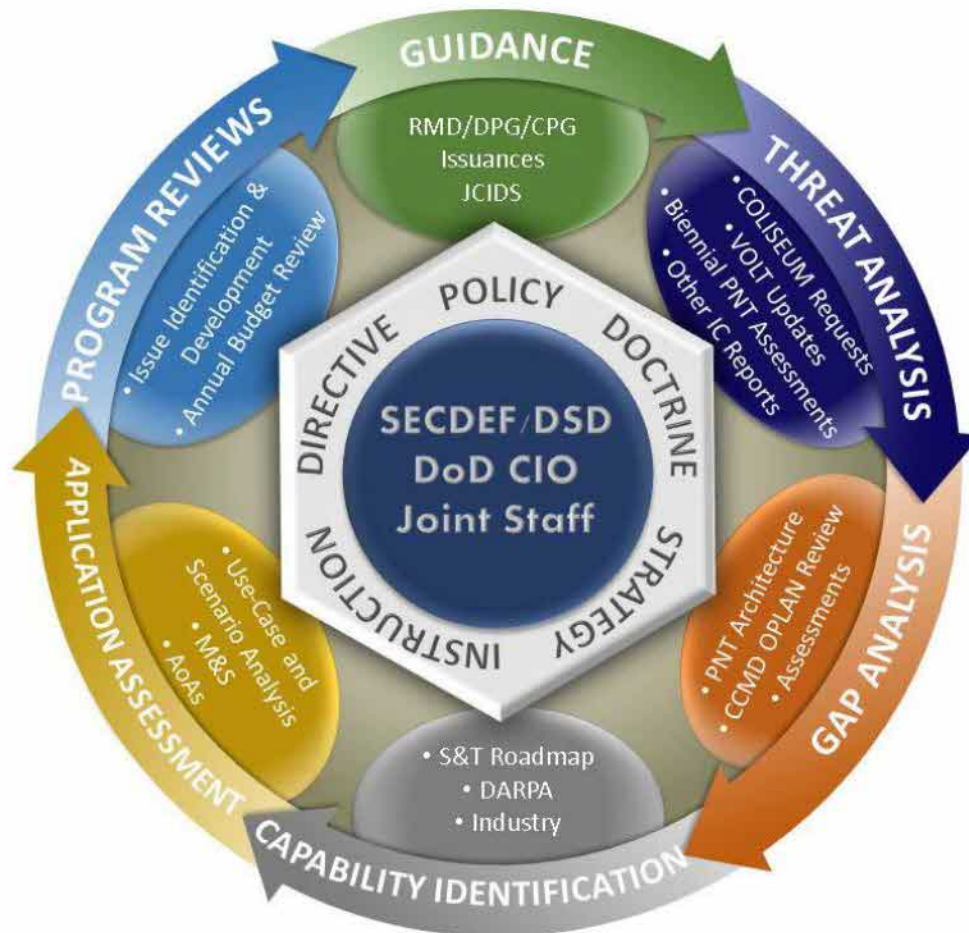 GUIDANCE
RMD/DPG/CPG
Issuances
JCIDS
THREAT ANALYSIS
• COLISEUM Requests
• VOLT Updates
• Biennial PNT Assessments
• Other IC Reports
GAP ANALYSIS
• PNT Architecture
• CCMD OPLAN Review
• Assessments
CAPABILITY IDENTIFICATION
• S&T Roadmap
• DARPA
• Industry
APPLICATION ASSESSMENT
• Use-Case and
Scenario Analysis
• M&S
• AoAs
PROGRAM REVIEWS
• Issue Identification &
Development
• Annual Budget Review
POLICY
DOCTRINE
STRATEGY
INSTRUCTION
DIRECTIVE
SECDEF/DSD
DoD CIO
Joint Staff